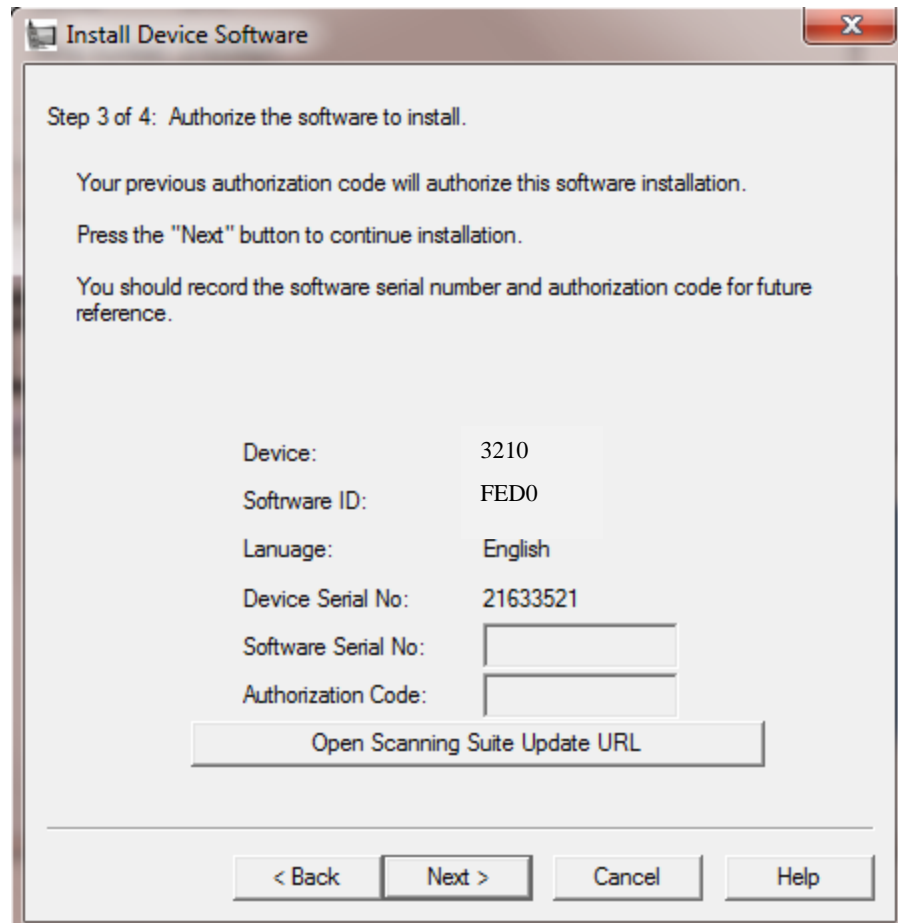 Install Device Software
Step 3 of 4: Authorize the software to install.
Your previous authorization code will authorize this software installation.
Press the "Next" button to continue installation.
You should record the software serial number and authorization code for future
reference.
Device: 3210
Softrware ID: FED0
Lanuage: English
Device Serial No: 21633521
Software Serial No:
Authorization Code:
Open Scanning Suite Update URL
< Back Next > Cancel Help